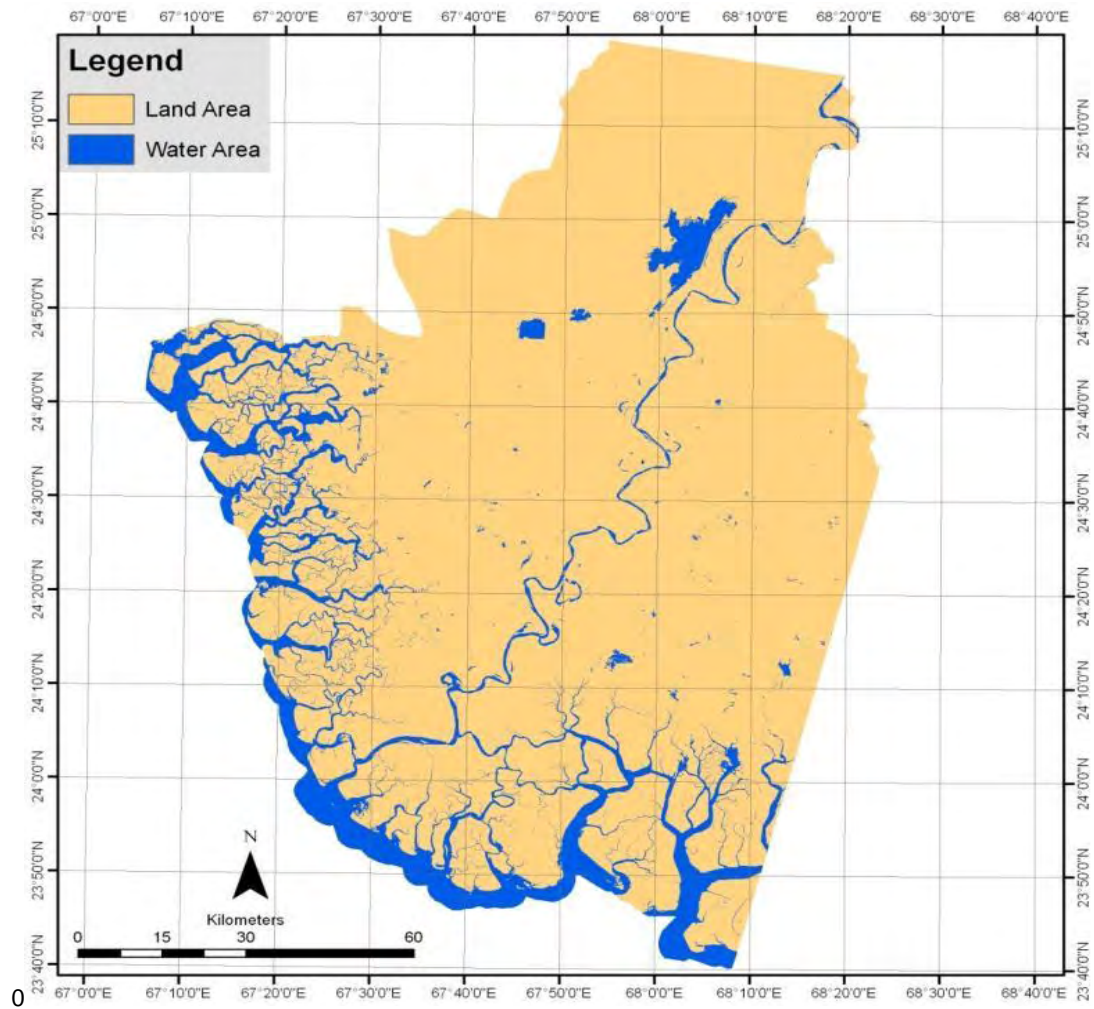 67°0'0"E 67°10'0"E 67°20'0"E 67°30'0"E 67°40'0"E 67°50'0"E 68°0'0"E 68°10'0"E 68°20'0"E 68°30'0"E 68°40'0"E
Legend
Land Area
Water Area
25°10'0"N
25°0'0"N
24°50'0"N
24°40'0"N
24°30'0"N
24°20'0"N
24°10'0"N
24°0'0"N
23°50'0"N
23°40'0"N
25°10'0"N
25°0'0"N
24°50'0"N
24°40'0"N
24°30'0"N
24°20'0"N
24°10'0"N
24°0'0"N
23°50'0"N
23°40'0"N
N
Kilometers
0 15 30 60
67°0'0"E 67°10'0"E 67°20'0"E 67°30'0"E 67°40'0"E 67°50'0"E 68°0'0"E 68°10'0"E 68°20'0"E 68°30'0"E 68°40'0"E
0